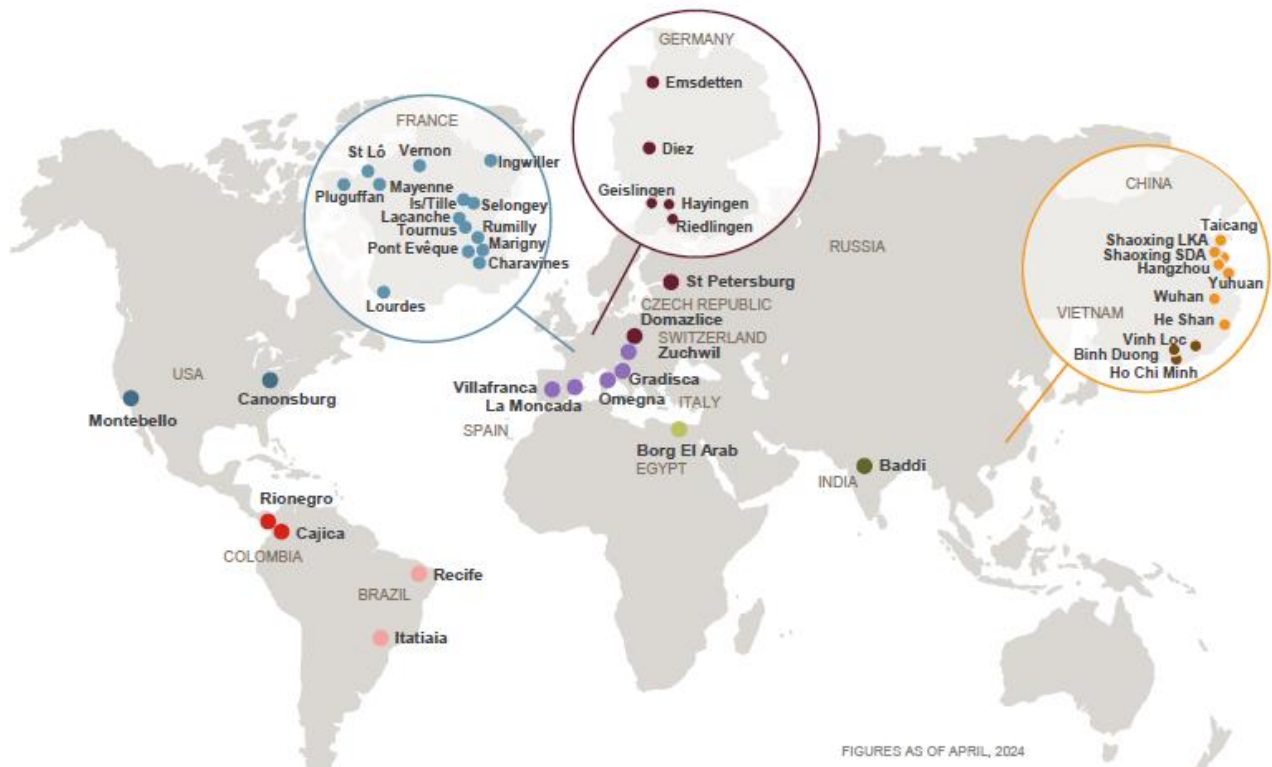 GERMANY
Emsdetten
Diez
Geislingen
Hayingen
Riedlingen
FRANCE
St Lô
Vernon
Ingwiller
Pluguffan
Mayenne
Is/Tille
Selongey
Lacanche
Tournus
Rumilly
Marigny
Pont Evêque
Charavines
Lourdes
CHINA
Taicang
Shaoxing LKA
Shaoxing SDA
Hangzhou
Yuhuan
Wuhan
He Shan
VIETNAM
Vinh Loc
Binh Duong
Ho Chi Minh
RUSSIA
St Petersburg
CZECH REPUBLIC
Domazlice
SWITZERLAND
Zuchwil
Gradisca
Omegna
ITALY
Villafranca
La Moncada
SPAIN
USA
Canonsburg
Montebello
Borg El Arab
EGYPT
Baddi
INDIA
Rionegro
Cajica
COLOMBIA
Recife
BRAZIL
Itatiaia
FIGURES AS OF APRIL, 2024